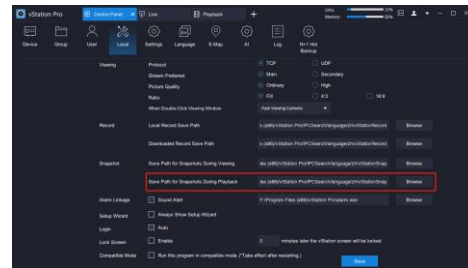 vStation Pro
Control Panel
Live
Playback
CPU
Memory
Device
Group
User
Local
Settings
Language
E-Map
AI
Log
N+1 Hot
Backup
Viewing
Protocol
TCP
UDP
Stream Preferred
Main
Secondary
Picture Quality
Ordinary
High
Ratio
Fill
4:3
16:9
When Double-Click Viewing Window
Record
Local Record Save Path
Browse
Downloaded Record Save Path
Browse
Snapshot
Save Path for Snapshots During Viewing
Browse
Save Path for Snapshots During Playback
Browse
Alarm Linkage
Sound Alert
Browse
Setup Wizard
Always Show Setup Wizard
Login
Auto
Lock Screen
Enable
minutes later the vStation screen will be locked
Compatible Mode
Run this program in compatible mode. (*Take effect after restarting.)
Save